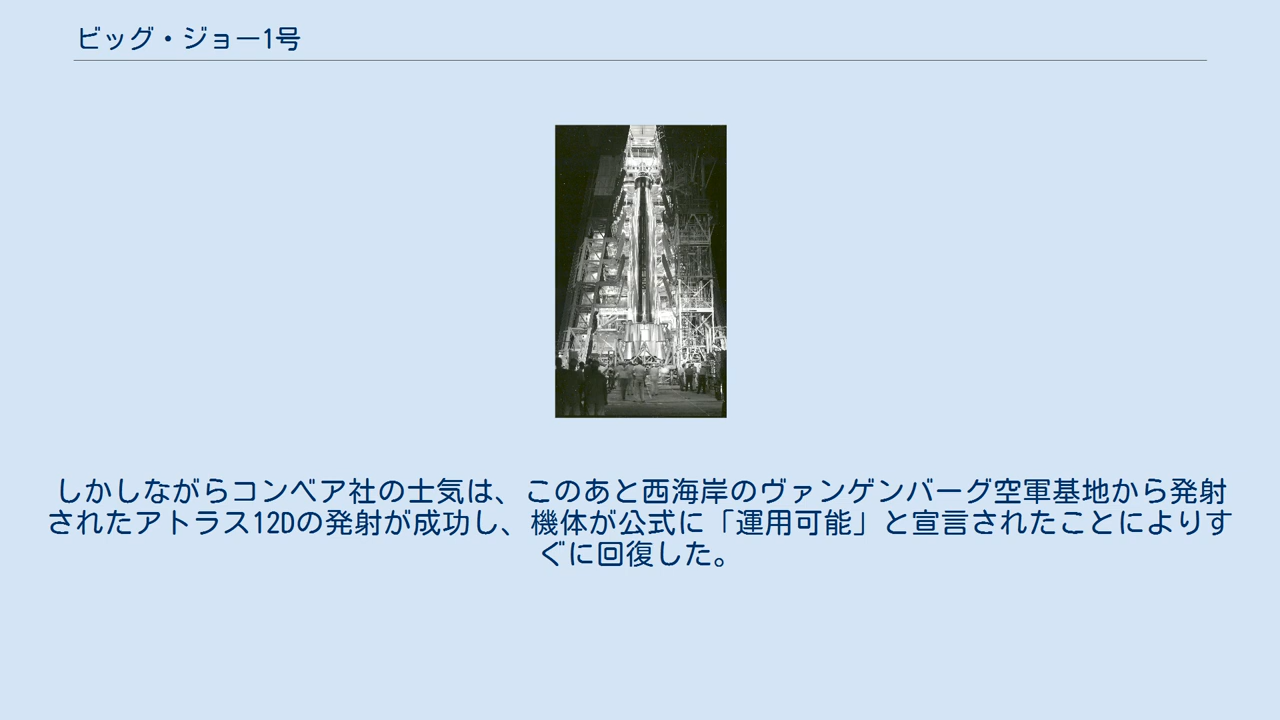 ビッグ・ジョー1号
しかしながらコンベア社の士気は、このあと西海岸のヴァンゲンバーグ空軍基地から発射
されたアトラス12Dの発射が成功し、機体が公式に「運用可能」と宣言されたことによりす
ぐに回復した。